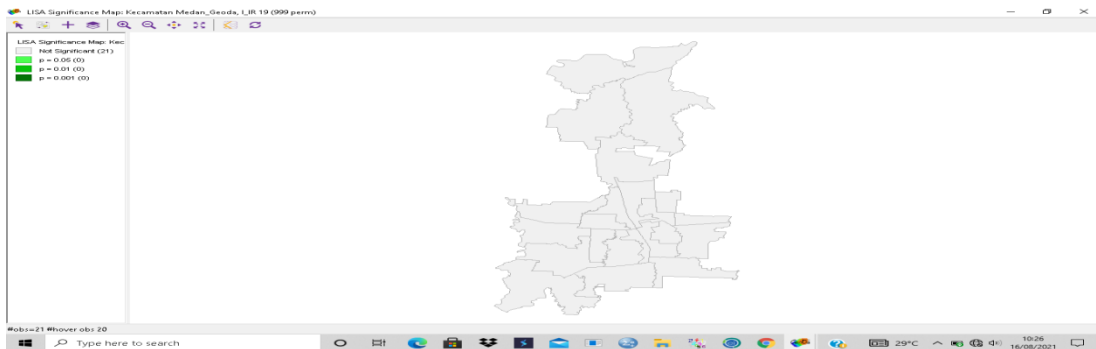 LISA Significance Map: Kecamatan Medan_Geoda, I_IR 19 (999 perm)
LISA Significance Map: Kec
Not Significant (21)
p = 0.05 (0)
p = 0.01 (0)
p = 0.001 (0)
#obs=21 #hover obs 20
Type here to search
29°C
10:26
16/08/2021